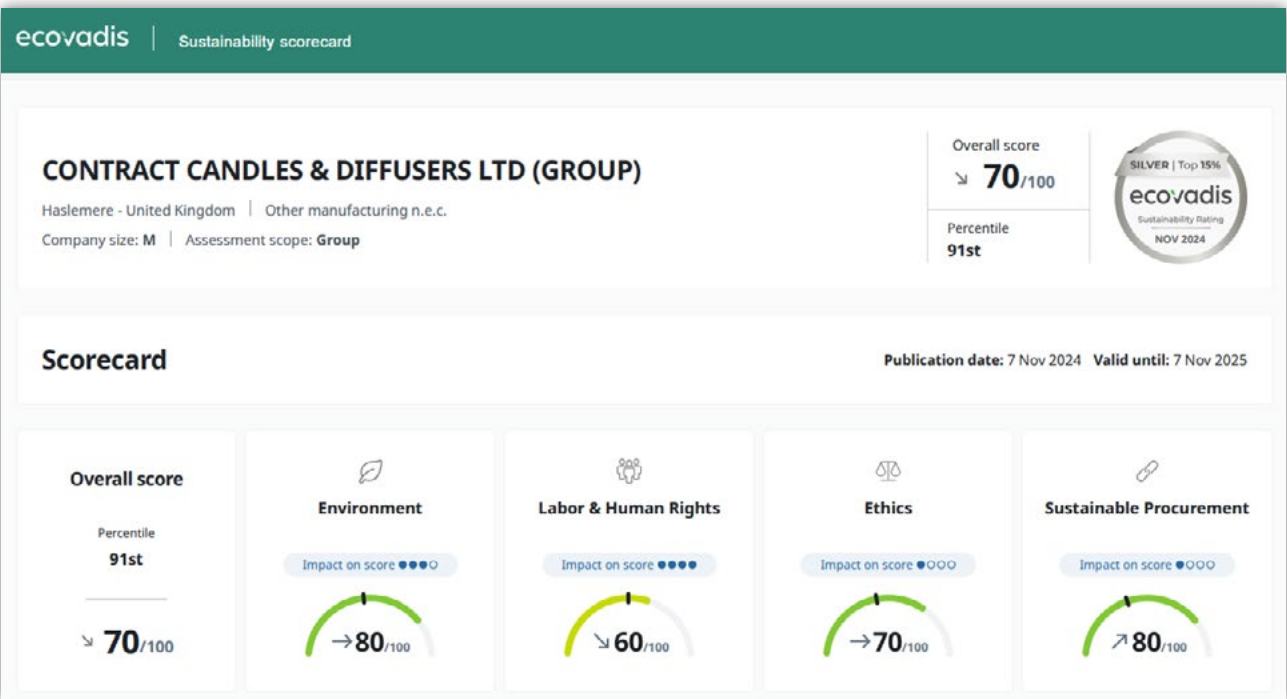 ecovadis | Sustainability scorecard
CONTRACT CANDLES & DIFFUSERS LTD (GROUP)
Haslemere - United Kingdom | Other manufacturing n.e.c.
Company size: M | Assessment scope: Group
Overall score
70/100
Percentile
91st
SILVER | Top 15%
ecovadis
Sustainability Rating
NOV 2024
Scorecard
Publication date: 7 Nov 2024 Valid until: 7 Nov 2025
Overall score
Percentile
91st
70/100
Environment
Impact on score
80/100
Labor & Human Rights
Impact on score
60/100
Ethics
Impact on score
70/100
Sustainable Procurement
Impact on score
80/100